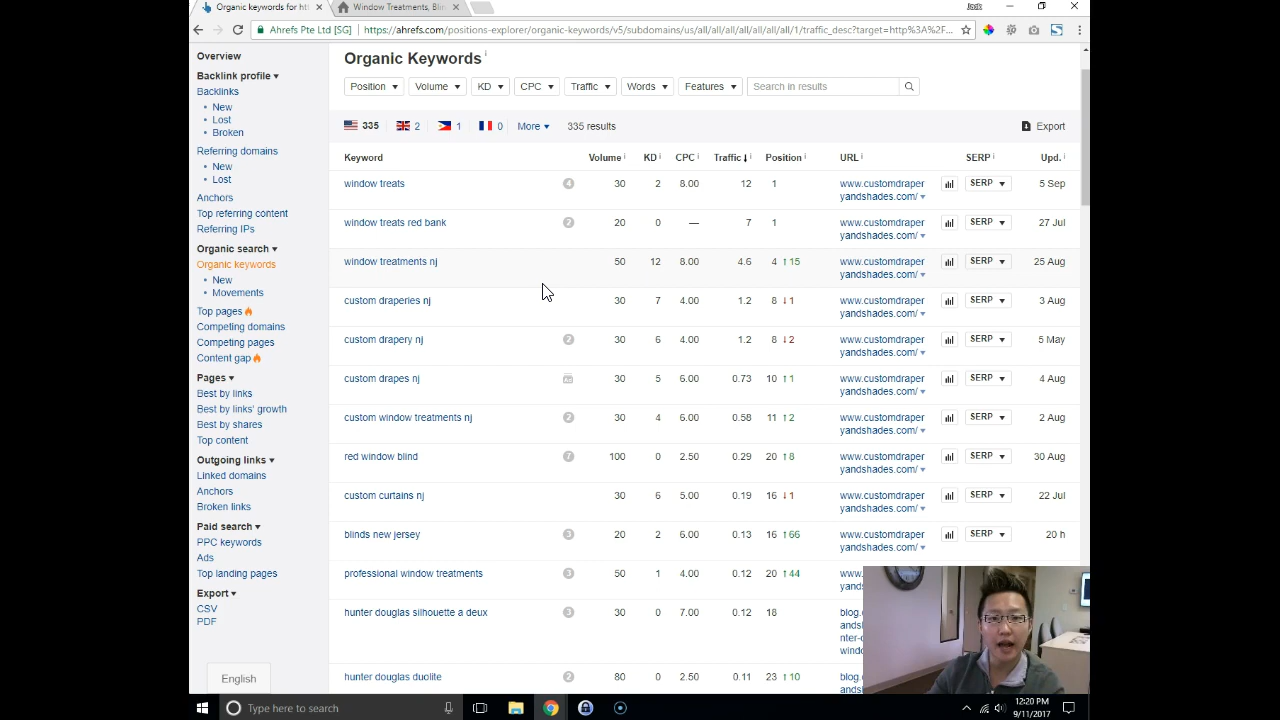 Organic keywords for htt
Window Treatments, Blin
Ahrefs Pte Ltd [SG] https://ahrefs.com/positions-explorer/organic-keywords/v5/subdomains/us/all/all/all/all/all/all/1/traffic_desc?target=http%3A%2F...
Overview
Backlink profile
Backlinks
New
Lost
Broken
Referring domains
New
Lost
Anchors
Top referring content
Referring IPs
Organic search
Organic keywords
New
Movements
Top pages
Competing domains
Competing pages
Content gap
Pages
Best by links
Best by links' growth
Best by shares
Top content
Outgoing links
Linked domains
Anchors
Broken links
Paid search
PPC keywords
Ads
Top landing pages
Export
CSV
PDF
English
Organic Keywords i
Position Volume KD CPC Traffic Words Features Search in results
335 2 1 0 More 335 results Export
Keyword Volume i KD i CPC i Traffic i Position i URL i SERP i Upd. i
window treats 4 30 2 8.00 12 1 www.customdraper SERP 5 Sep
yandshades.com/
window treats red bank 2 20 0 — 7 1 www.customdraper SERP 27 Jul
yandshades.com/
window treatments nj 50 12 8.00 4.6 4 ↑15 www.customdraper SERP 25 Aug
yandshades.com/
custom draperies nj 30 7 4.00 1.2 8 ↓1 www.customdraper SERP 3 Aug
yandshades.com/
custom drapery nj 2 30 6 4.00 1.2 8 ↓2 www.customdraper SERP 5 May
yandshades.com/
custom drapes nj Ad 30 5 6.00 0.73 10 ↑1 www.customdraper SERP 4 Aug
yandshades.com/
custom window treatments nj 2 30 4 6.00 0.58 11 ↑2 www.customdraper SERP 2 Aug
yandshades.com/
red window blind 7 100 0 2.50 0.29 20 ↑8 www.customdraper SERP 30 Aug
yandshades.com/
custom curtains nj 30 6 5.00 0.19 16 ↓1 www.customdraper SERP 22 Jul
yandshades.com/
blinds new jersey 3 20 2 6.00 0.13 16 ↑66 www.customdraper SERP 20 h
yandshades.com/
professional window treatments 3 50 1 4.00 0.12 20 ↑44 www.
yands
hunter douglas silhouette a deux 3 30 0 7.00 0.12 18 blog.
andsh
nter-d
windo
hunter douglas duolite 2 80 0 2.50 0.11 23 ↑10 blog.
andsh
Type here to search
12:20 PM
9/11/2017